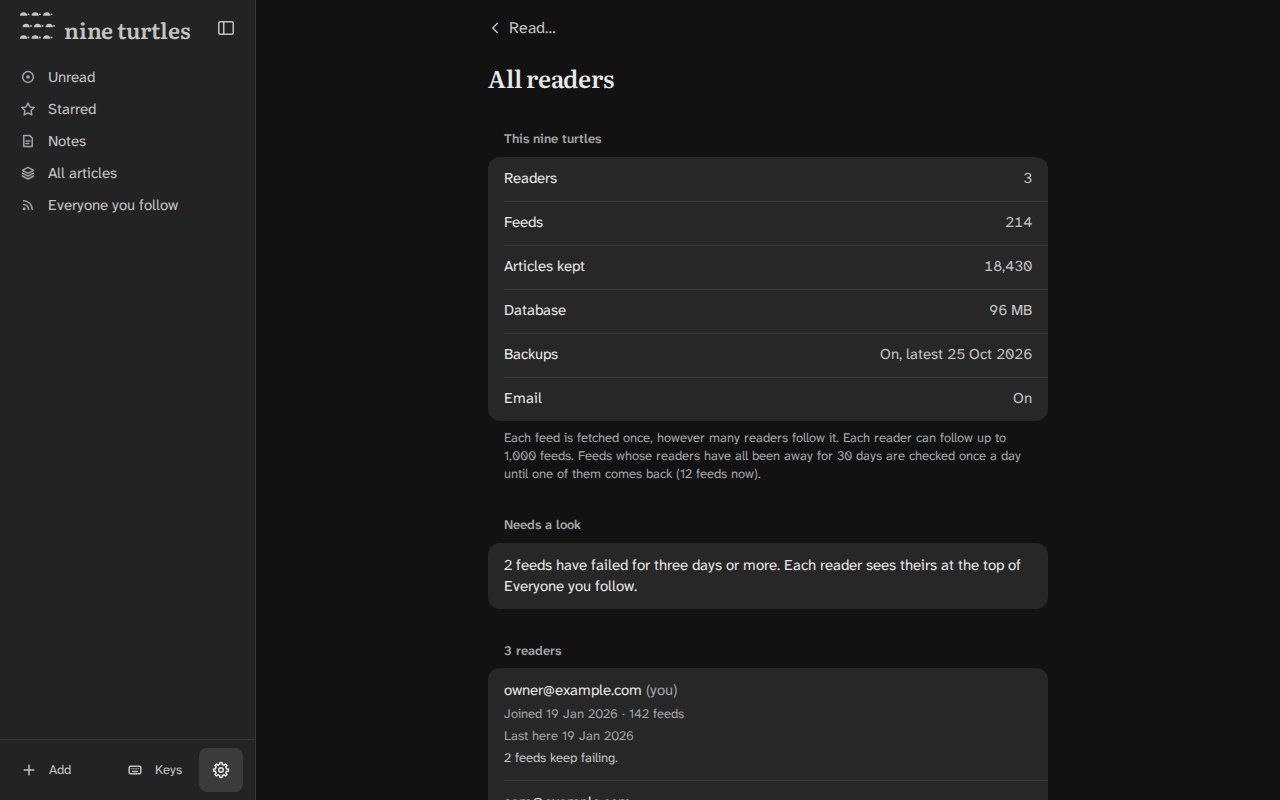 nine turtles
Unread
Starred
Notes
All articles
Everyone you follow
Add
Keys
Read...
All readers
This nine turtles
Readers 3
Feeds 214
Articles kept 18,430
Database 96 MB
Backups On, latest 25 Oct 2026
Email On
Each feed is fetched once, however many readers follow it. Each reader can follow up to
1,000 feeds. Feeds whose readers have all been away for 30 days are checked once a day
until one of them comes back (12 feeds now).
Needs a look
2 feeds have failed for three days or more. Each reader sees theirs at the top of
Everyone you follow.
3 readers
owner@example.com (you)
Joined 19 Jan 2026 · 142 feeds
Last here 19 Jan 2026
2 feeds keep failing.